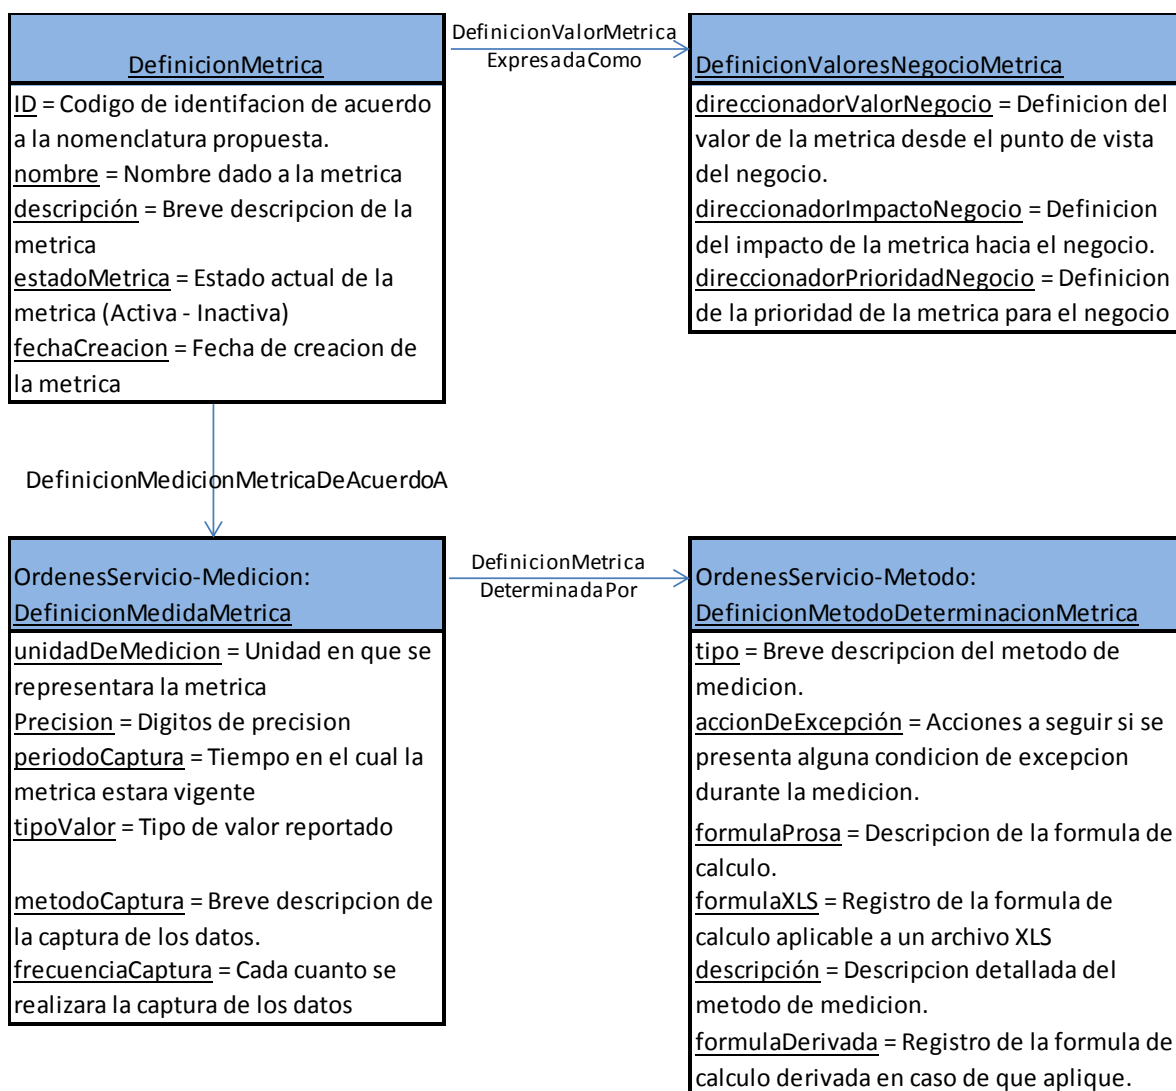 DefinicionMetrica
ID = Codigo de identifacion de acuerdo
a la nomenclatura propuesta.
nombre = Nombre dado a la metrica
descripción = Breve descripcion de la
metrica
estadoMetrica = Estado actual de la
metrica (Activa - Inactiva)
fechaCreacion = Fecha de creacion de
la metrica
DefinicionValorMetrica
ExpresadaComo
DefinicionValoresNegocioMetrica
direccionadorValorNegocio = Definicion del
valor de la metrica desde el punto de vista
del negocio.
direccionadorImpactoNegocio = Definicion
del impacto de la metrica hacia el negocio.
direccionadorPrioridadNegocio = Definicion
de la prioridad de la metrica para el negocio
DefinicionMedicionMetricaDeAcuerdoA
OrdenesServicio-Medicion:
DefinicionMedidaMetrica
unidadDeMedicion = Unidad en que se
representara la metrica
Precision = Digitos de precision
periodoCaptura = Tiempo en el cual la
metrica estara vigente
tipoValor = Tipo de valor reportado
metodoCaptura = Breve descripcion de
la captura de los datos.
frecuenciaCaptura = Cada cuanto se
realizara la captura de los datos
DefinicionMetrica
DeterminadaPor
OrdenesServicio-Metodo:
DefinicionMetodoDeterminacionMetrica
tipo = Breve descripcion del metodo de
medicion.
accionDeExcepción = Acciones a seguir si se
presenta alguna condicion de excepcion
durante la medicion.
formulaProsa = Descripcion de la formula de
calculo.
formulaXLS = Registro de la formula de
calculo aplicable a un archivo XLS
descripción = Descripcion detallada del
metodo de medicion.
formulaDerivada = Registro de la formula de
calculo derivada en caso de que aplique.